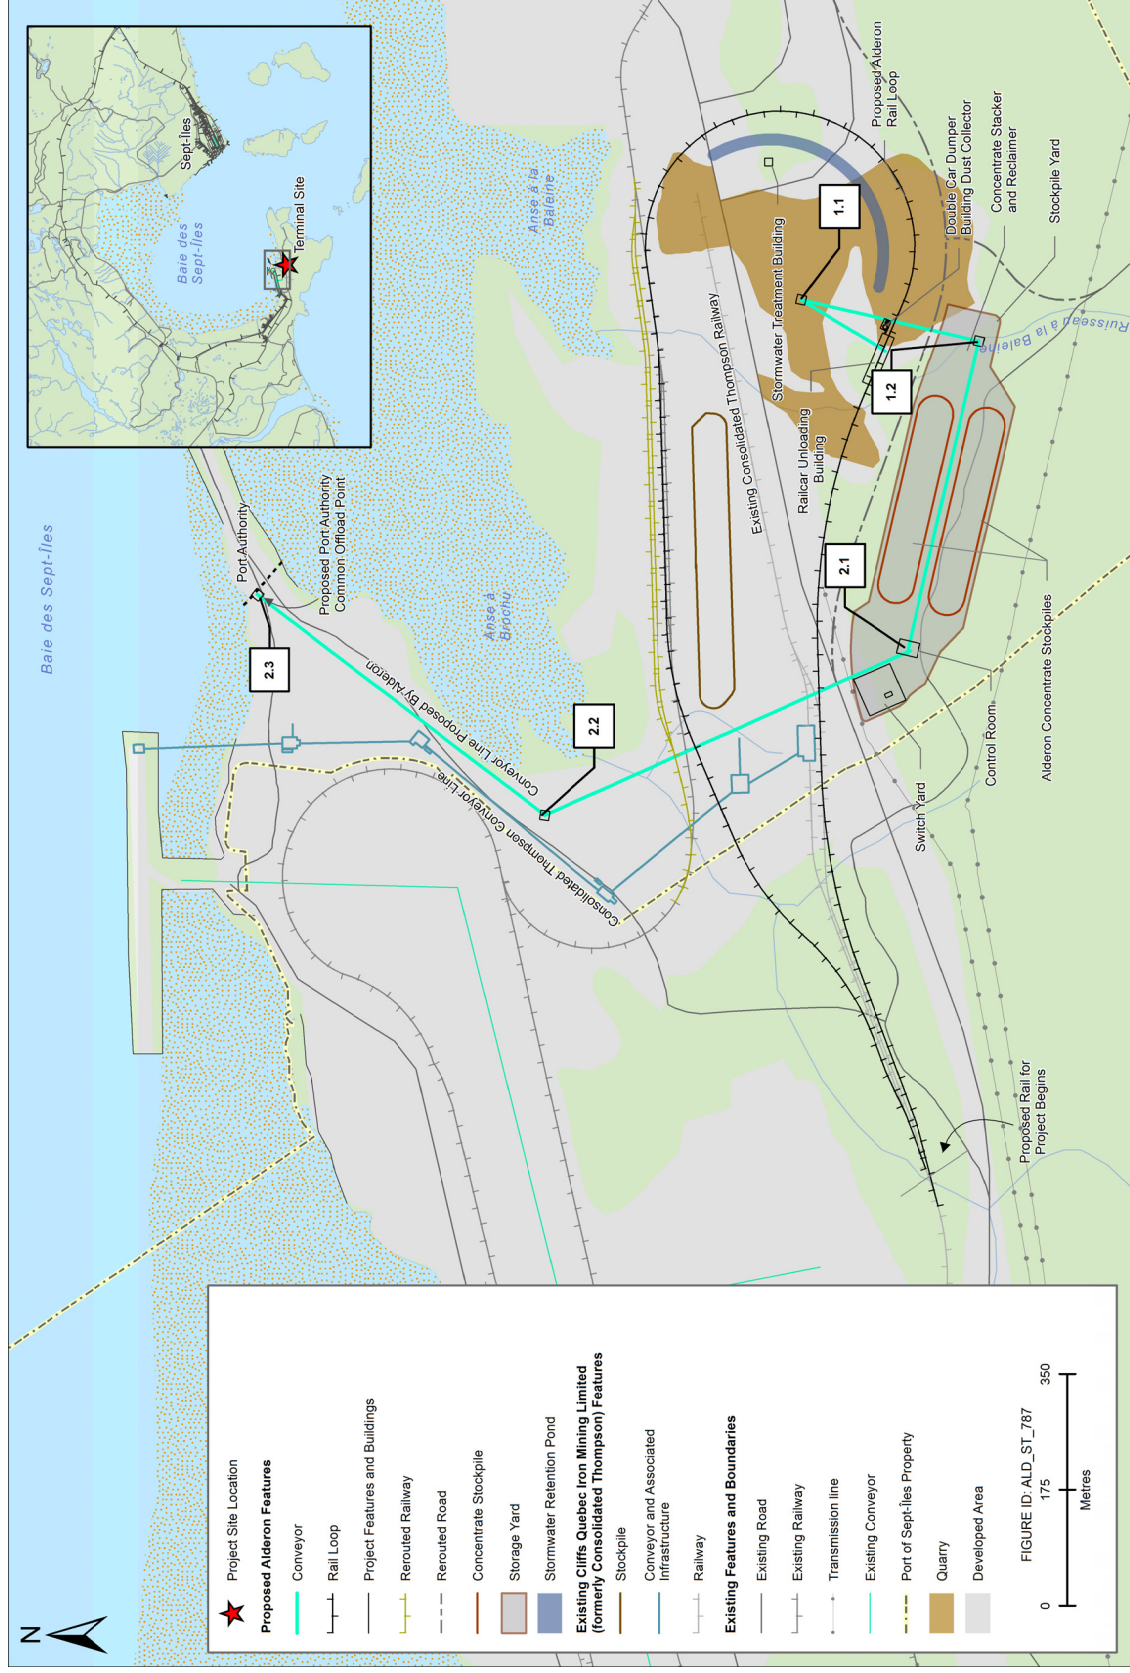 N
Project Site Location
Proposed Alderon Features
Conveyor
Rail Loop
Project Features and Buildings
Rerouted Railway
Rerouted Road
Concentrate Stockpile
Storage Yard
Stormwater Retention Pond
Existing Cliffs Quebec Iron Mining Limited
(formerly Consolidated Thompson) Features
Stockpile
Conveyor and Associated
Infrastructure
Railway
Existing Features and Boundaries
Existing Road
Existing Railway
Transmission line
Existing Conveyor
Port of Sept-Îles Property
Quarry
Developed Area
FIGURE ID: ALD_ST_787
0
175
350
Metres
Baie des Sept-Îles
Port Authority
Proposed Port Authority
Common Offload Point
2.3
Conveyor Line Proposed By Alderon
Consolidated Thompson Conveyor Line
2.2
Anse à
Brochu
Anse à la
Baleine
Existing Consolidated Thompson Railway
Stormwater Treatment Building
1.1
Proposed Alderon
Rail Loop
Double Car Dumper
Building Dust Collector
Concentrate Stacker
and Reclaimer
Stockpile Yard
Ruisseau à la Baleine
1.2
Railcar Unloading
Building
2.1
Switch Yard
Control Room
Alderon Concentrate Stockpiles
Proposed Rail for
Project Begins
Baie des
Sept-Îles
Sept-Îles
Terminal Site